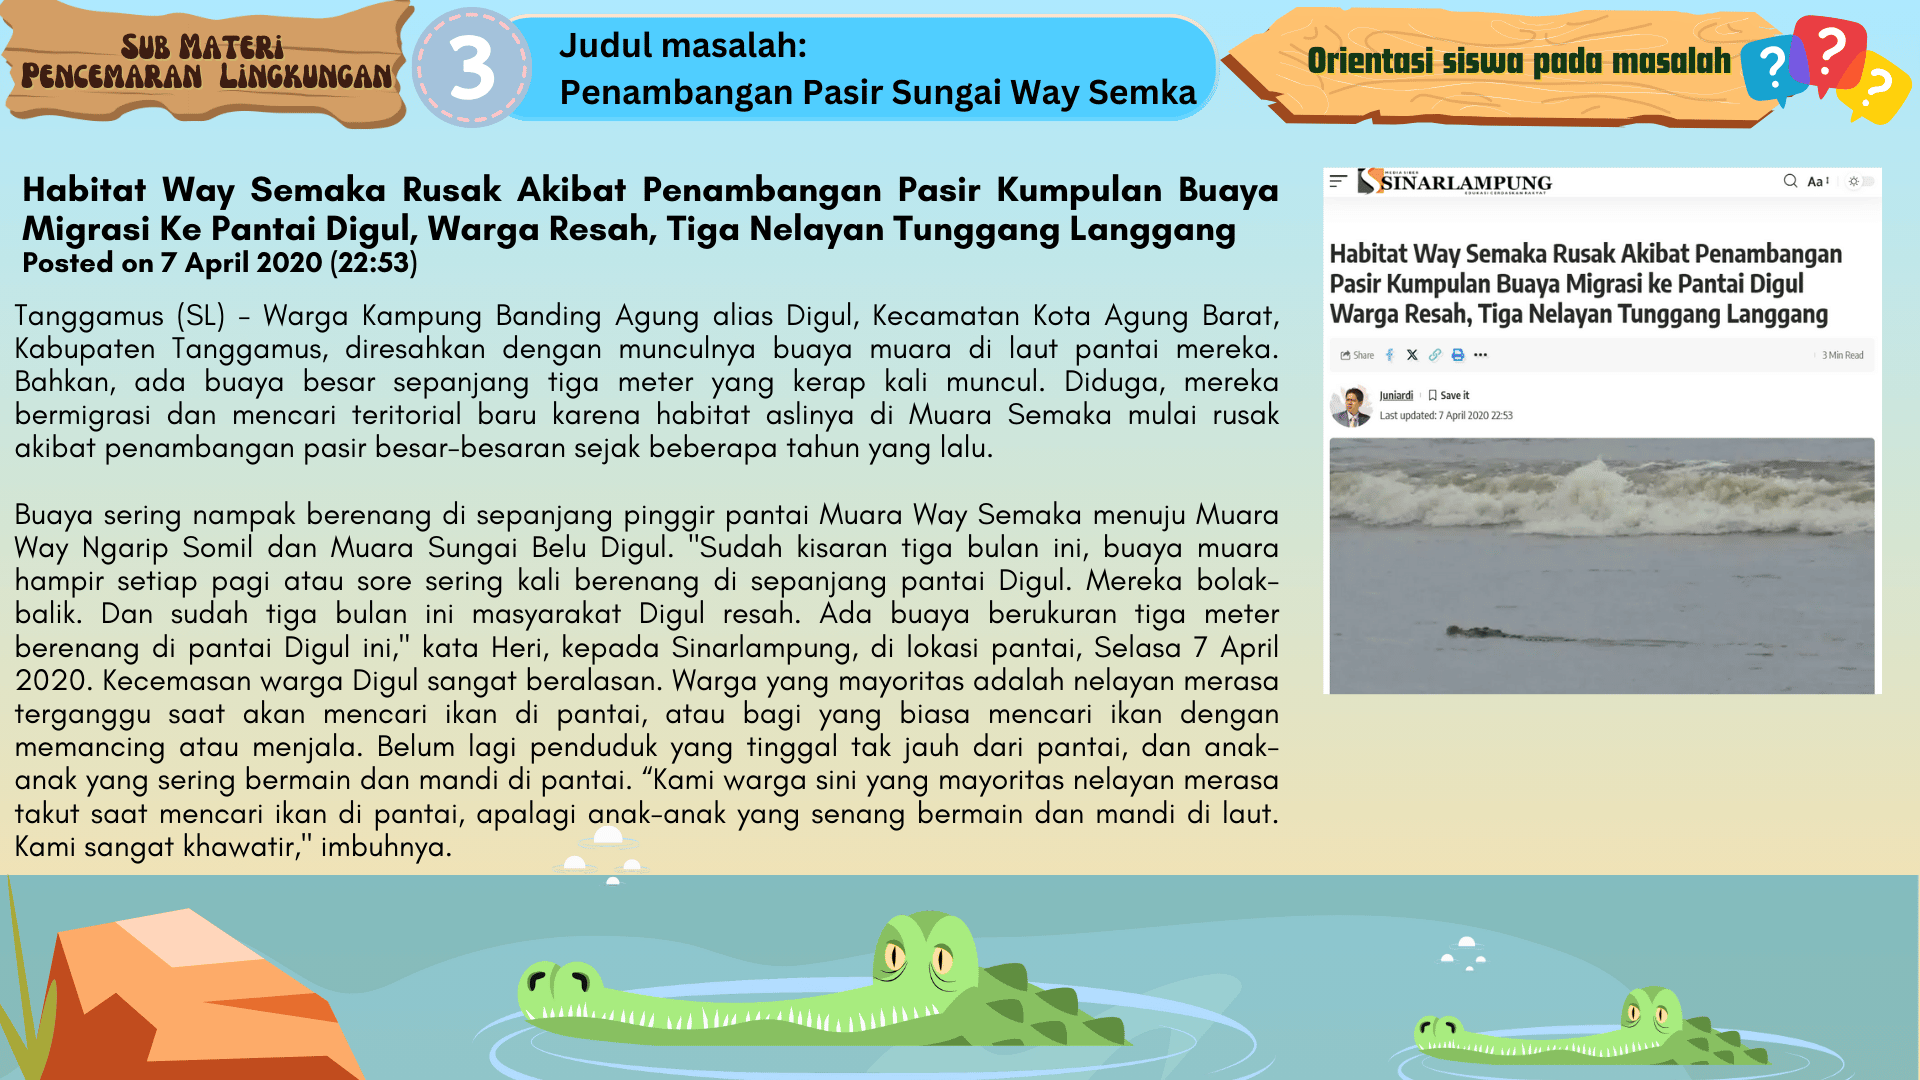 SUB MATERI
PENCEMARAN LINGKUNGAN
3
Judul masalah:
Penambangan Pasir Sungai Way Semka
Orientasi siswa pada masalah
? ? ?
Habitat Way Semaka Rusak Akibat Penambangan Pasir Kumpulan Buaya
Migrasi Ke Pantai Digul, Warga Resah, Tiga Nelayan Tunggang Langgang
Posted on 7 April 2020 (22:53)
Tanggamus (SL) - Warga Kampung Banding Agung alias Digul, Kecamatan Kota Agung Barat,
Kabupaten Tanggamus, diresahkan dengan munculnya buaya muara di laut pantai mereka.
Bahkan, ada buaya besar sepanjang tiga meter yang kerap kali muncul. Diduga, mereka
bermigrasi dan mencari teritorial baru karena habitat aslinya di Muara Semaka mulai rusak
akibat penambangan pasir besar-besaran sejak beberapa tahun yang lalu.
Buaya sering nampak berenang di sepanjang pinggir pantai Muara Way Semaka menuju Muara
Way Ngarip Somil dan Muara Sungai Belu Digul. "Sudah kisaran tiga bulan ini, buaya muara
hampir setiap pagi atau sore sering kali berenang di sepanjang pantai Digul. Mereka bolak-
balik. Dan sudah tiga bulan ini masyarakat Digul resah. Ada buaya berukuran tiga meter
berenang di pantai Digul ini," kata Heri, kepada Sinarlampung, di lokasi pantai, Selasa 7 April
2020. Kecemasan warga Digul sangat beralasan. Warga yang mayoritas adalah nelayan merasa
terganggu saat akan mencari ikan di pantai, atau bagi yang biasa mencari ikan dengan
memancing atau menjala. Belum lagi penduduk yang tinggal tak jauh dari pantai, dan anak-
anak yang sering bermain dan mandi di pantai. “Kami warga sini yang mayoritas nelayan merasa
takut saat mencari ikan di pantai, apalagi anak-anak yang senang bermain dan mandi di laut.
Kami sangat khawatir," imbuhnya.
MEDIA SIBER
SINARLAMPUNG
Aa
Habitat Way Semaka Rusak Akibat Penambangan
Pasir Kumpulan Buaya Migrasi ke Pantai Digul
Warga Resah, Tiga Nelayan Tunggang Langgang
Share
3 Min Read
Juniardi Save it
Last updated: 7 April 2020 22:53